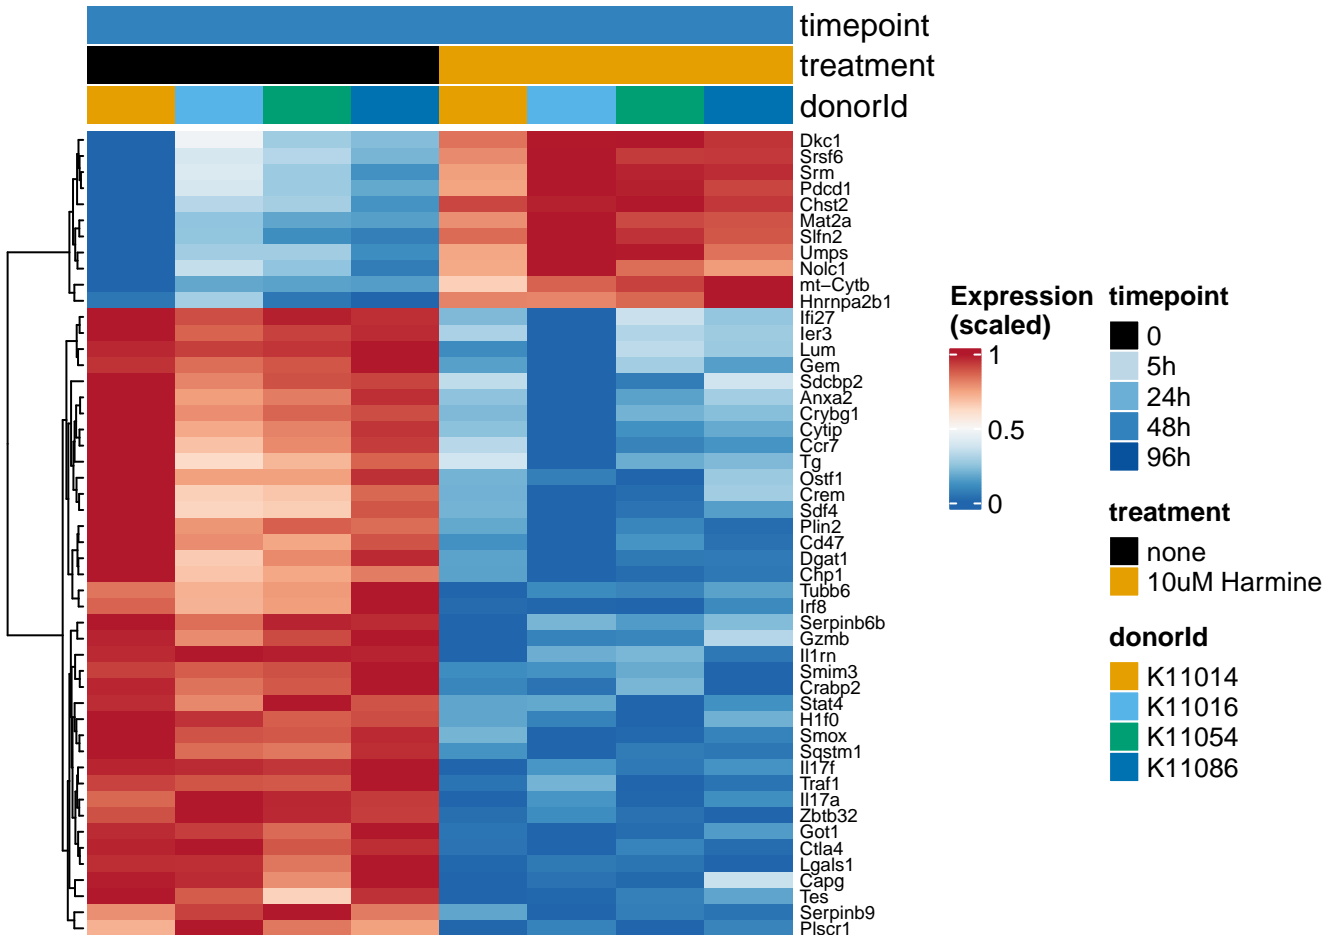 timepoint
treatment
donorId
Dkc1
Srsf6
Srm
Pdcd1
Chst2
Mat2a
Slfn2
Umps
Nolc1
mt−Cytb
Hnrnpa2b1
Ifi27
Ier3
Lum
Gem
Sdcbp2
Anxa2
Crybg1
Cytip
Ccr7
Tg
Ostf1
Crem
Sdf4
Plin2
Cd47
Dgat1
Chp1
Tubb6
Irf8
Serpinb6b
Gzmb
Il1rn
Smim3
Crabp2
Stat4
H1f0
Smox
Sqstm1
Il17f
Traf1
Il17a
Zbtb32
Got1
Ctla4
Lgals1
Capg
Tes
Serpinb9
Plscr1
Expression
(scaled)
1
0.5
0
timepoint
0
5h
24h
48h
96h
treatment
none
10uM Harmine
donorId
K11014
K11016
K11054
K11086